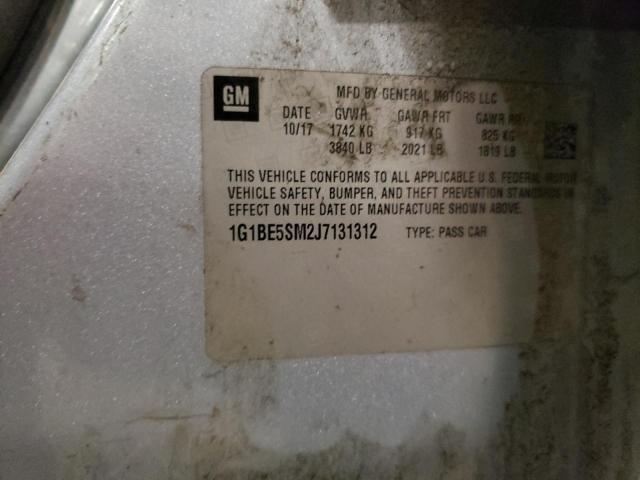 GM
MFD BY GENERAL MOTORS LLC
DATE GVWR GAWR FRT GAWR
10/17 1742 KG 917 KG 825 KG
3840 LB 2021 LB 1819 LB
THIS VEHICLE CONFORMS TO ALL APPLICABLE U.S. FEDERAL MOTOR
VEHICLE SAFETY, BUMPER, AND THEFT PREVENTION STANDARDS IN
EFFECT ON THE DATE OF MANUFACTURE SHOWN ABOVE.
1G1BE5SM2J7131312 TYPE: PASS CAR